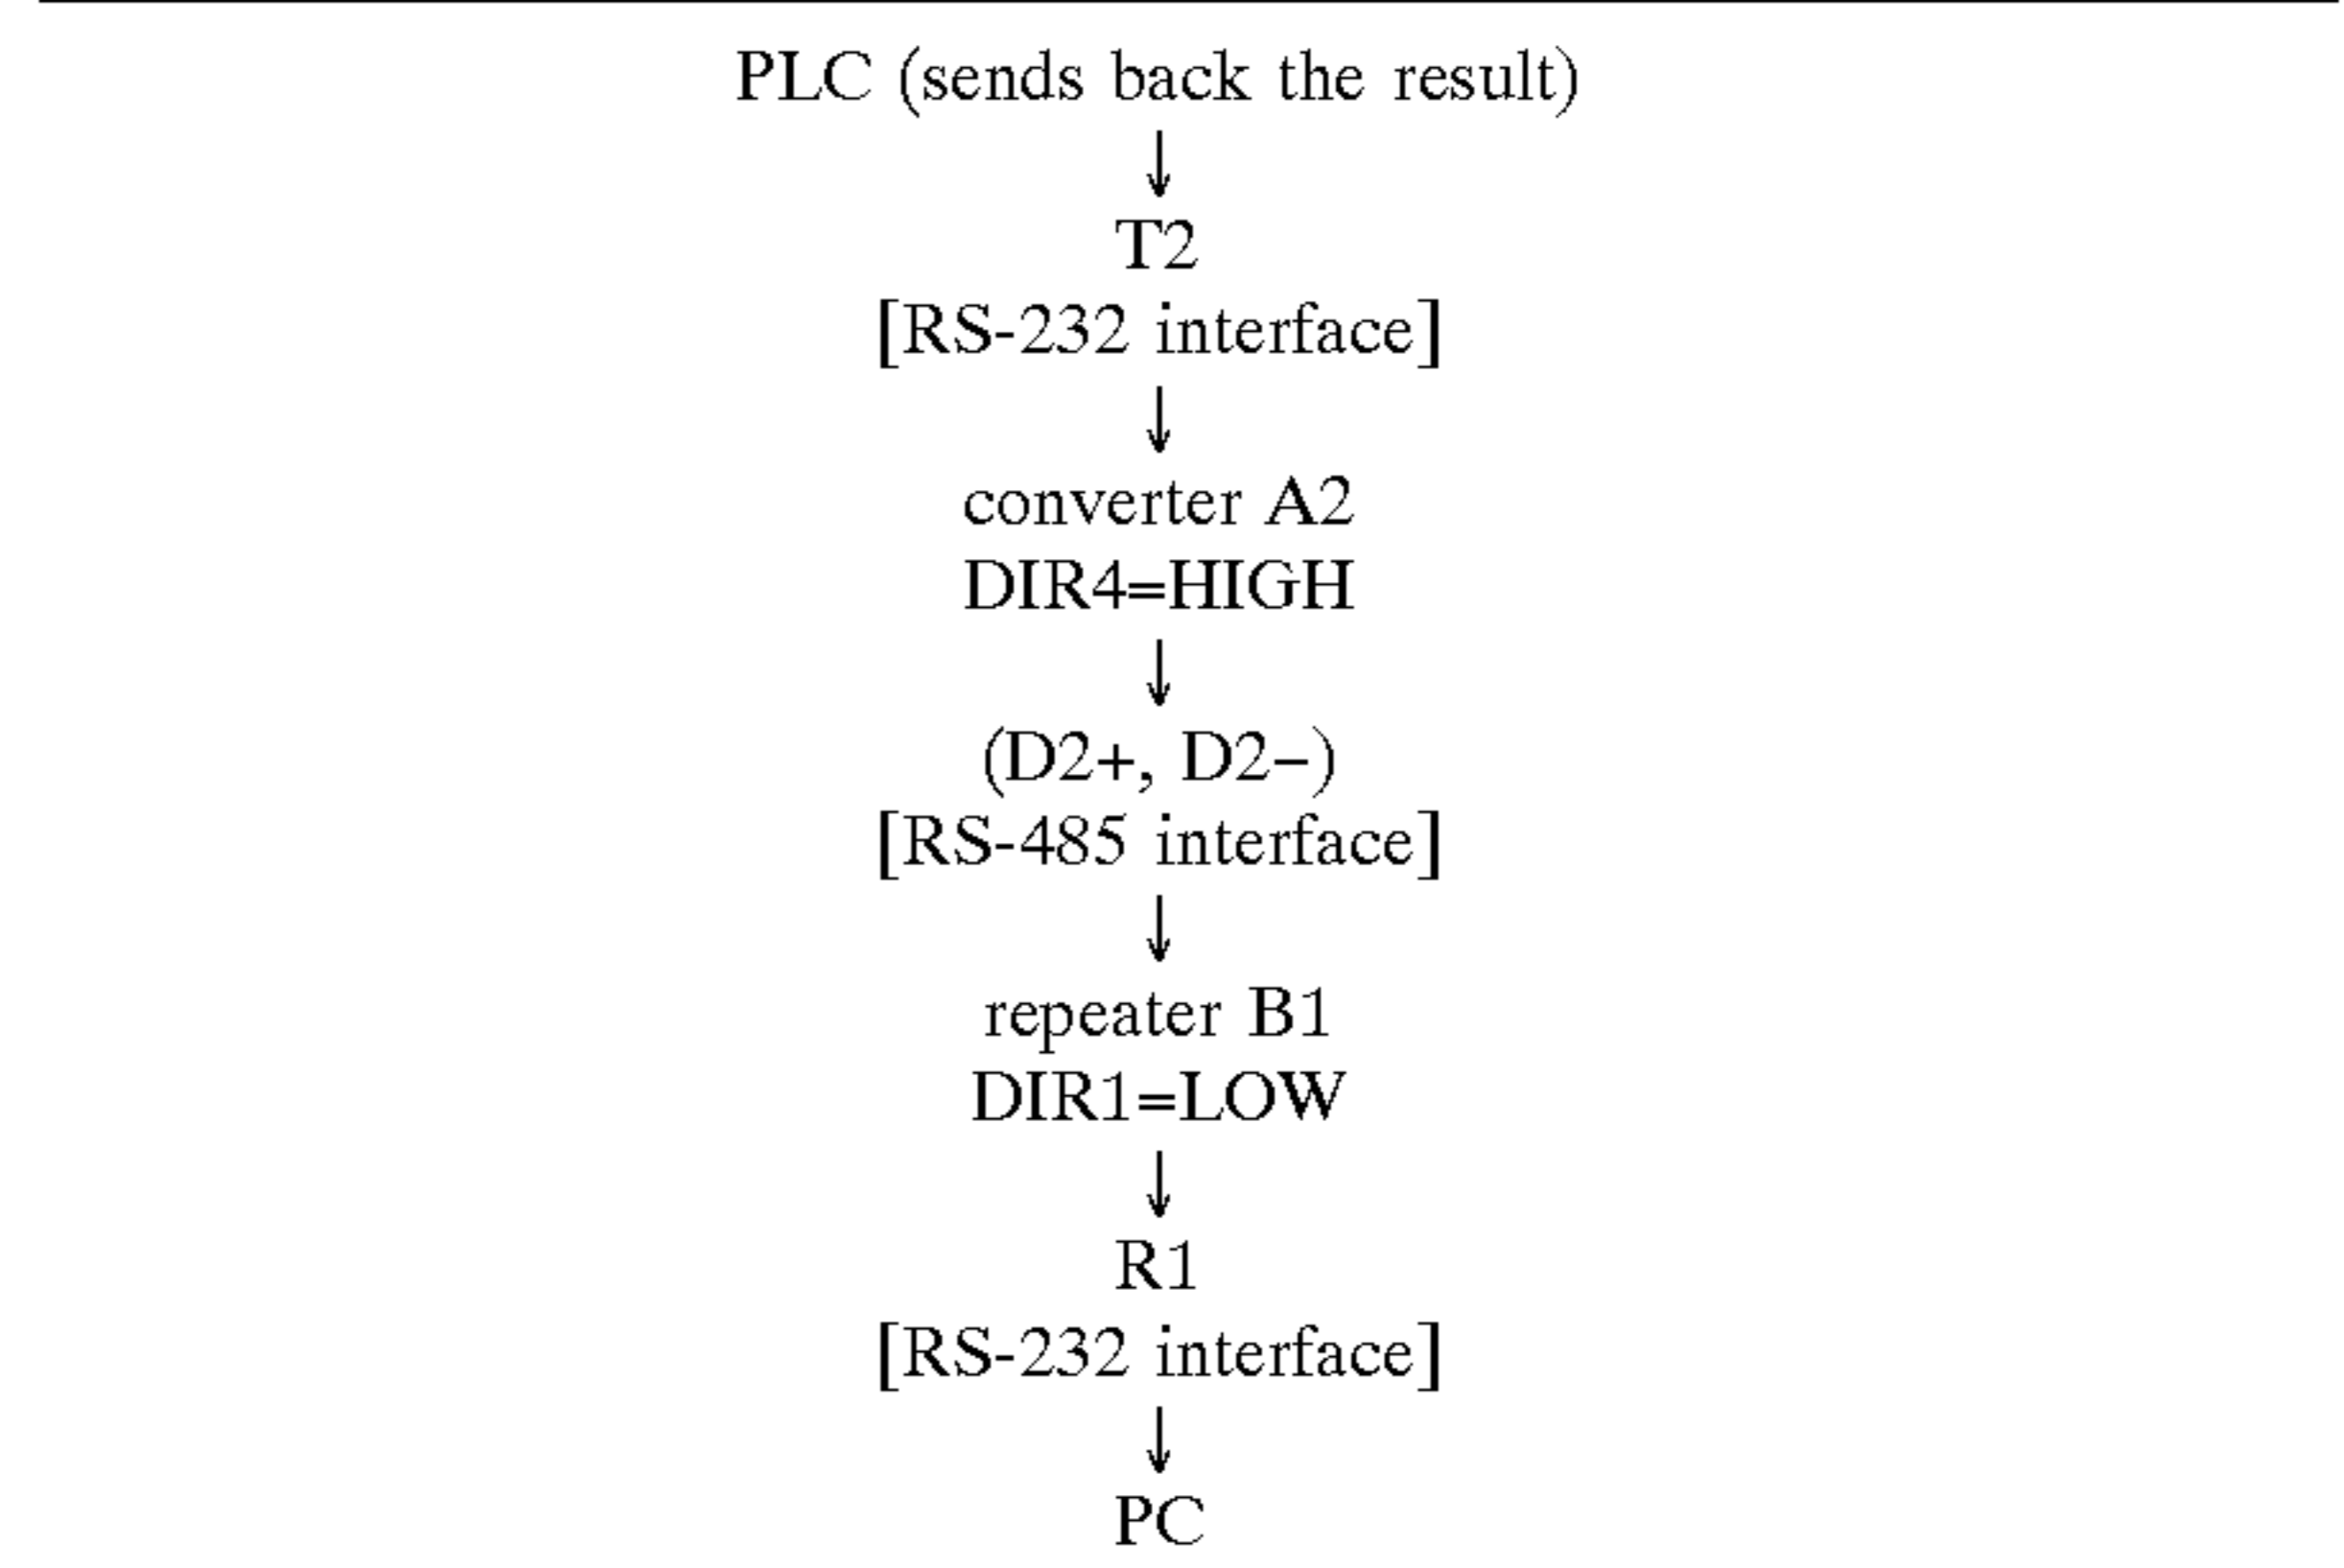 PLC (sends back the result)
↓
T2
[RS-232 interface]
↓
converter A2
DIR4=HIGH
↓
(D2+, D2−)
[RS-485 interface]
↓
repeater B1
DIR1=LOW
↓
R1
[RS-232 interface]
↓
PC